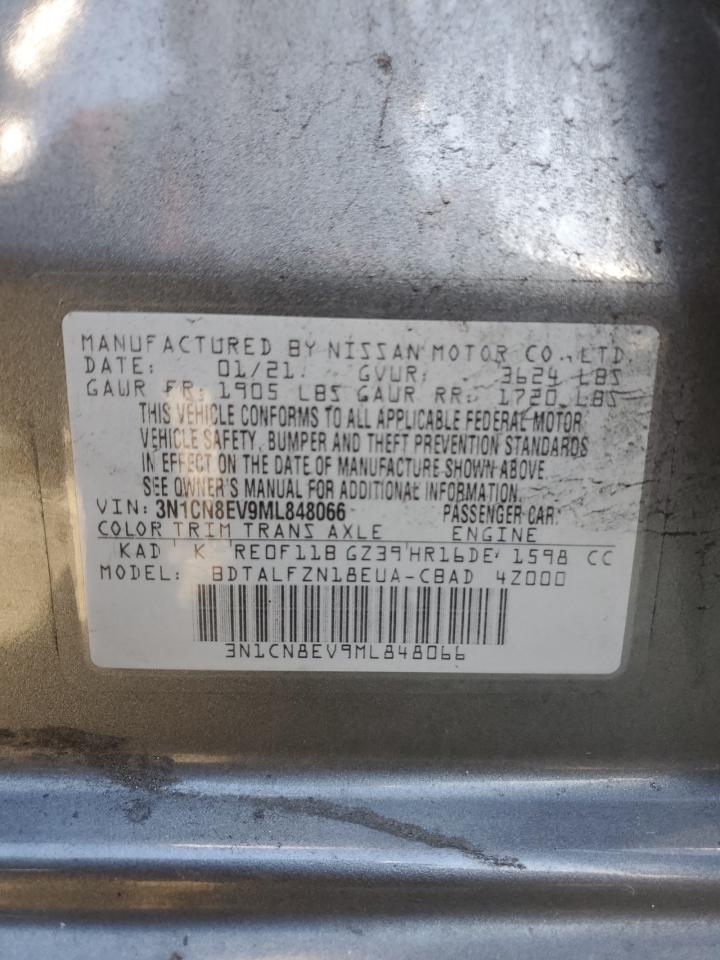 MANUFACTURED BY NISSAN MOTOR CO., LTD.
DATE: 01/21. GVWR: 3624 LBS
GAWR FR: 1905 LBS GAWR RR: 1720 LBS
THIS VEHICLE CONFORMS TO ALL APPLICABLE FEDERAL MOTOR
VEHICLE SAFETY, BUMPER AND THEFT PREVENTION STANDARDS
IN EFFECT ON THE DATE OF MANUFACTURE SHOWN ABOVE
SEE OWNER'S MANUAL FOR ADDITIONAL INFORMATION.
VIN: 3N1CN8EV9ML848066 PASSENGER CAR
COLOR TRIM TRANS AXLE ENGINE
KAD K RE0F11B GZ39 HR16DE 1598 CC
MODEL: BDTALFZN18EUA-CBAD 4Z000
3N1CN8EV9ML848066